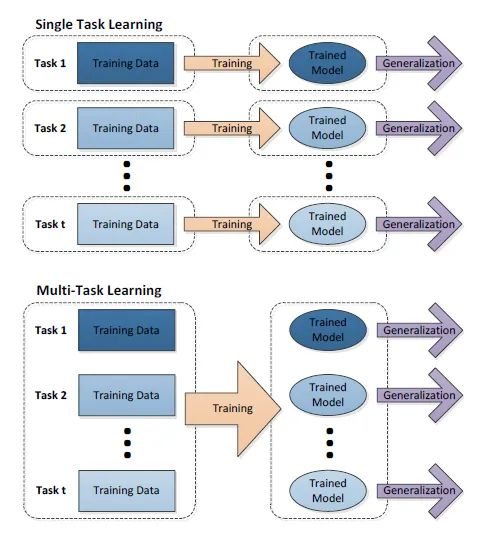 Single Task Learning
Task 1 Training Data Training Trained Model Generalization
Task 2 Training Data Training Trained Model Generalization
Task t Training Data Training Trained Model Generalization
Multi-Task Learning
Task 1 Training Data Trained Model Generalization
Task 2 Training Data Training Trained Model Generalization
Task t Training Data Trained Model Generalization